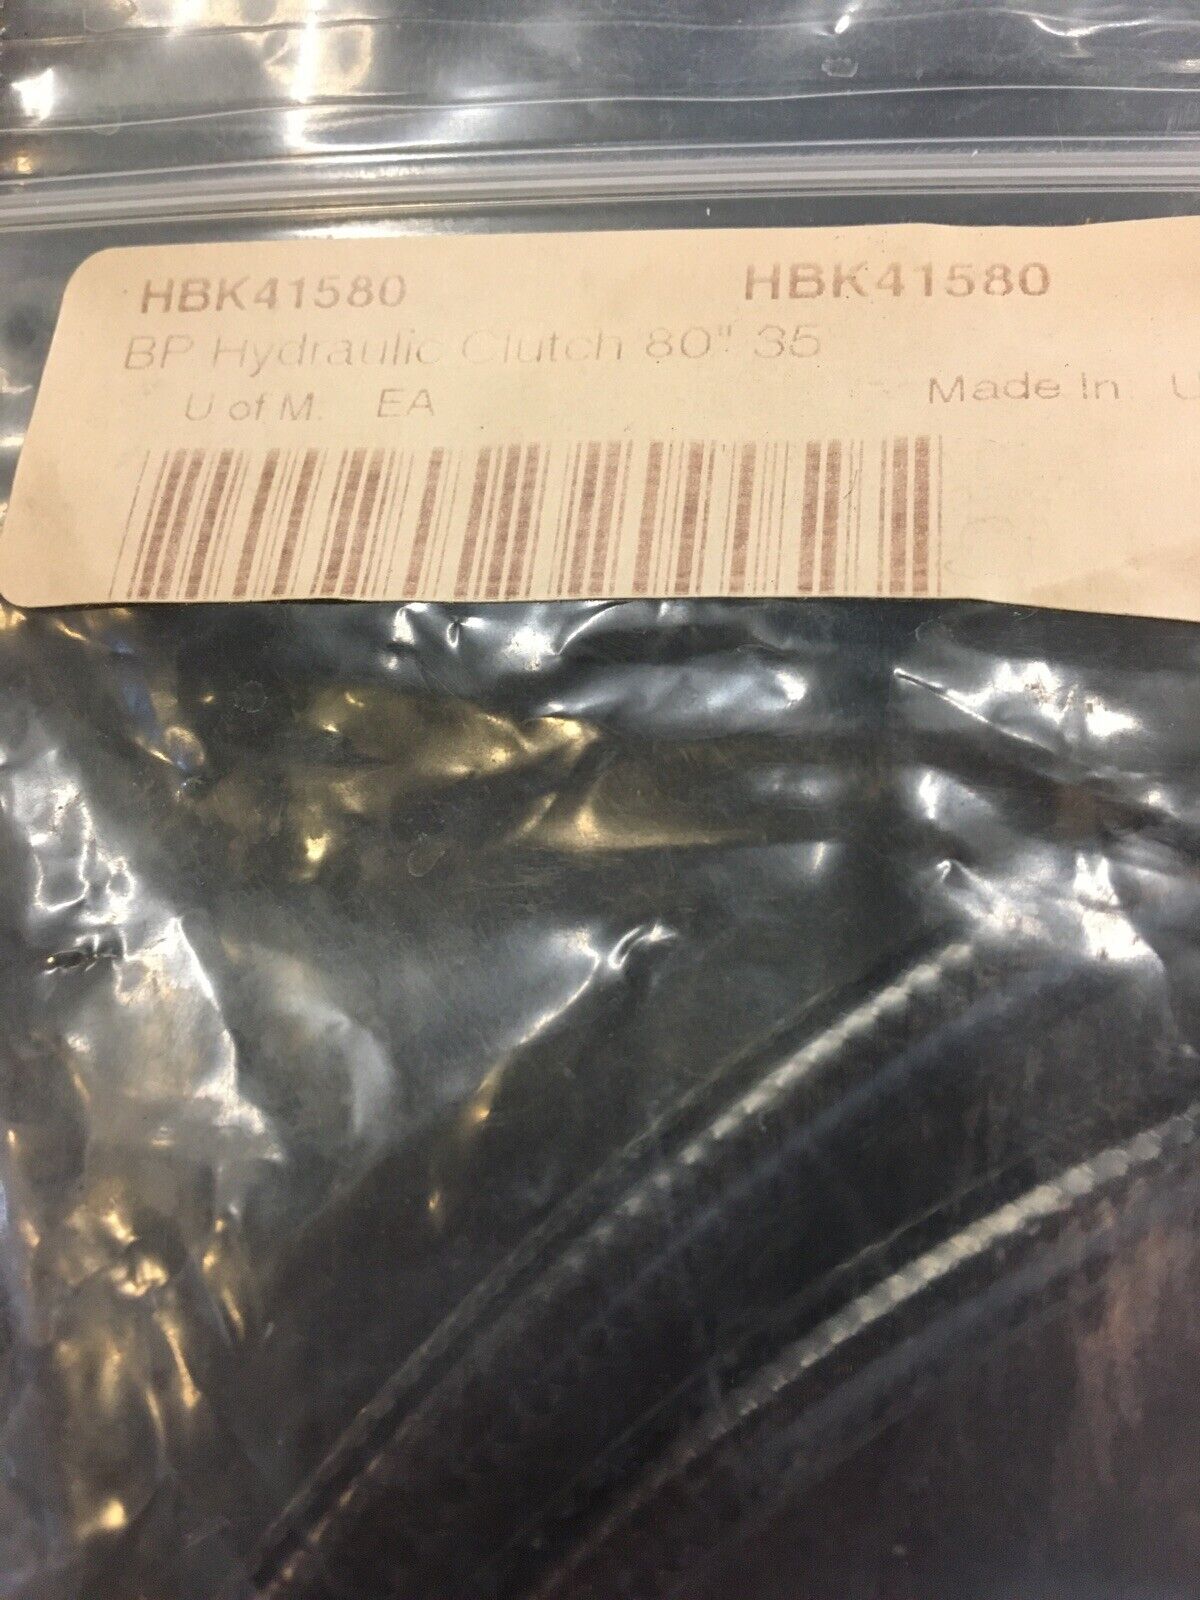 HBK41580 HBK41580
BP Hydraulic Clutch 80" 35°
U of M. EA Made In U